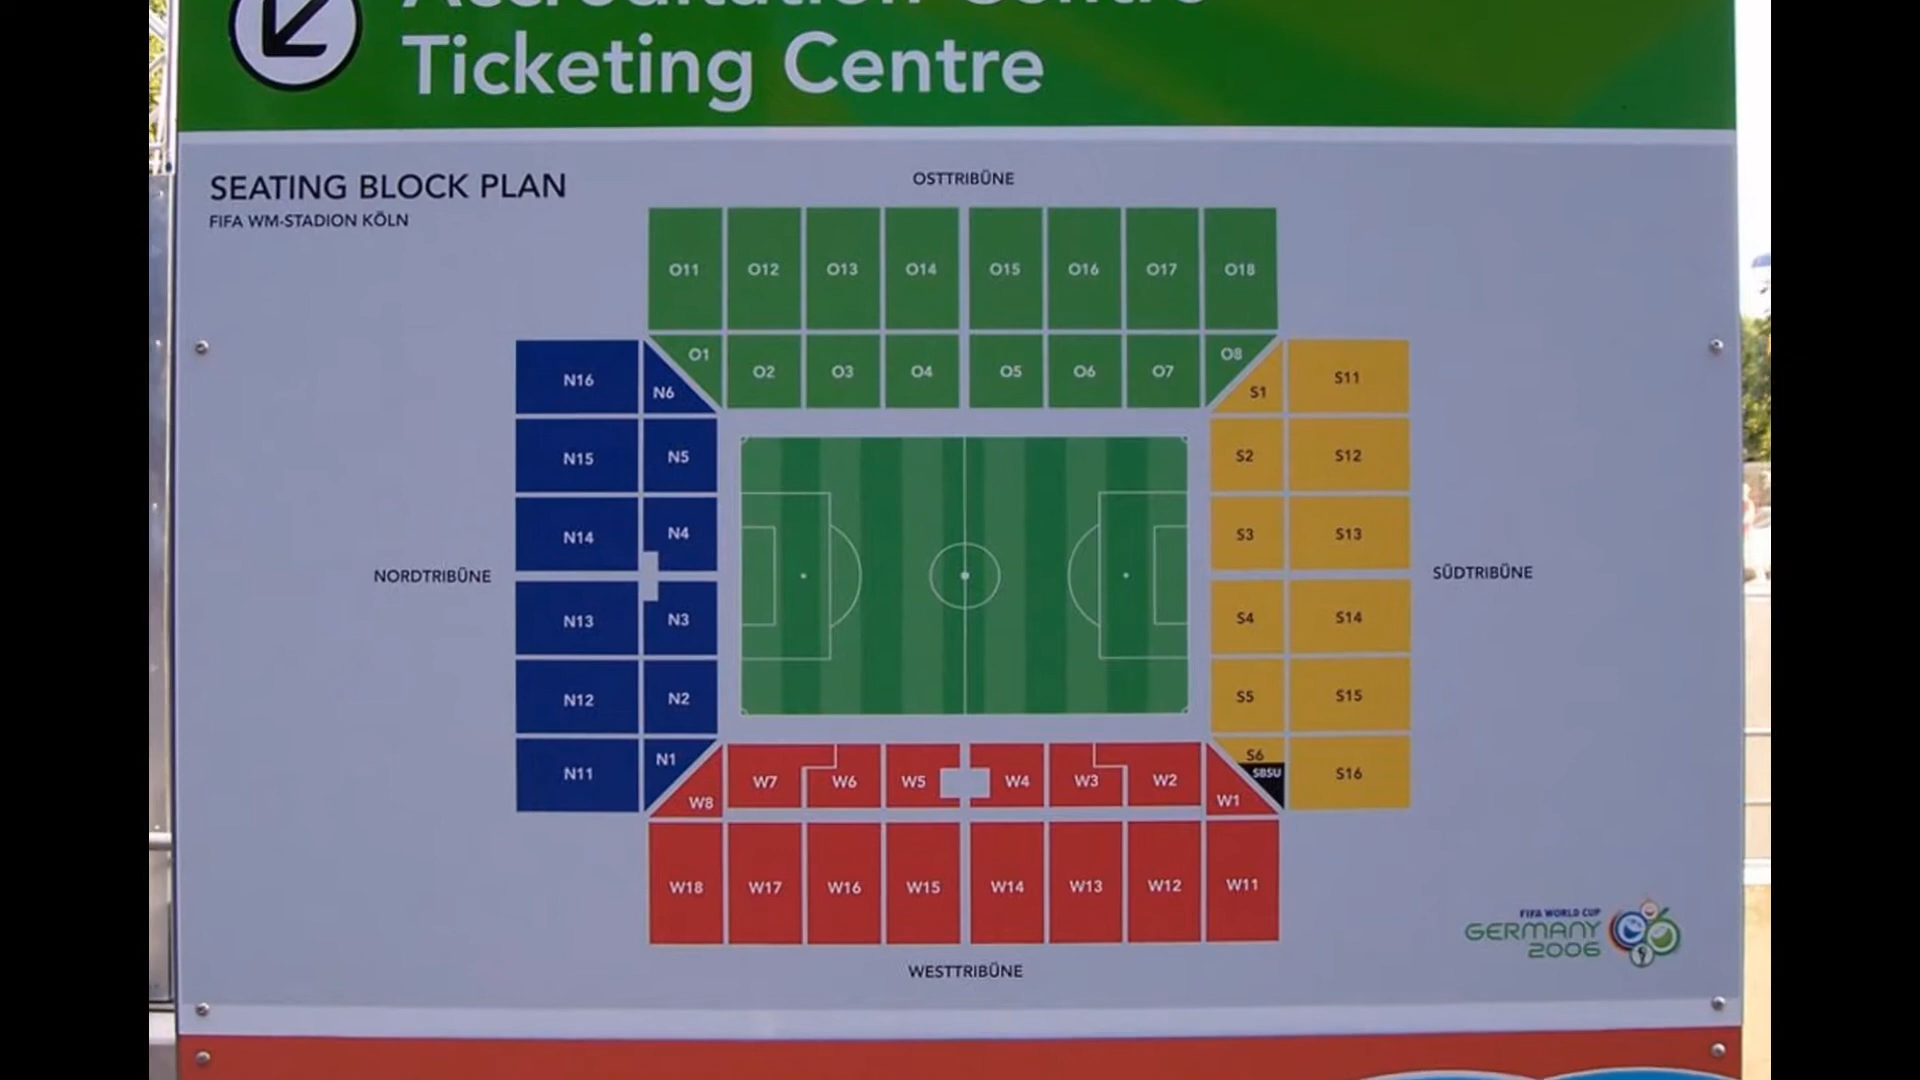 Accreditation Centre
Ticketing Centre
SEATING BLOCK PLAN
FIFA WM-STADION KÖLN
OSTTRIBÜNE
O11 O12 O13 O14 O15 O16 O17 O18
O1 O2 O3 O4 O5 O6 O7 O8
N16 N6 S1 S11
N15 N5 S2 S12
N14 N4 S3 S13
NORDTRIBÜNE
SÜDTRIBÜNE
N13 N3 S4 S14
N12 N2 S5 S15
N11 N1 S6 S16
SBSU
W8 W7 W6 W5 W4 W3 W2 W1
W18 W17 W16 W15 W14 W13 W12 W11
WESTTRIBÜNE
FIFA WORLD CUP
GERMANY
2006